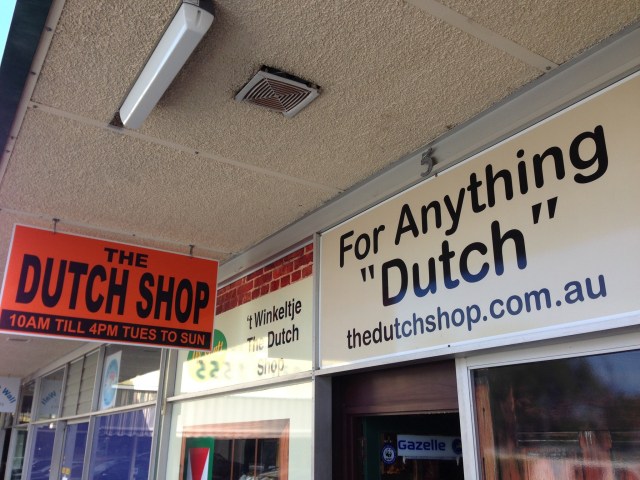 THE
DUTCH SHOP
10AM TILL 4PM TUES TO SUN
't Winkeltje
The Dutch
Shop
For Anything
"Dutch"
thedutchshop.com.au
Gazelle